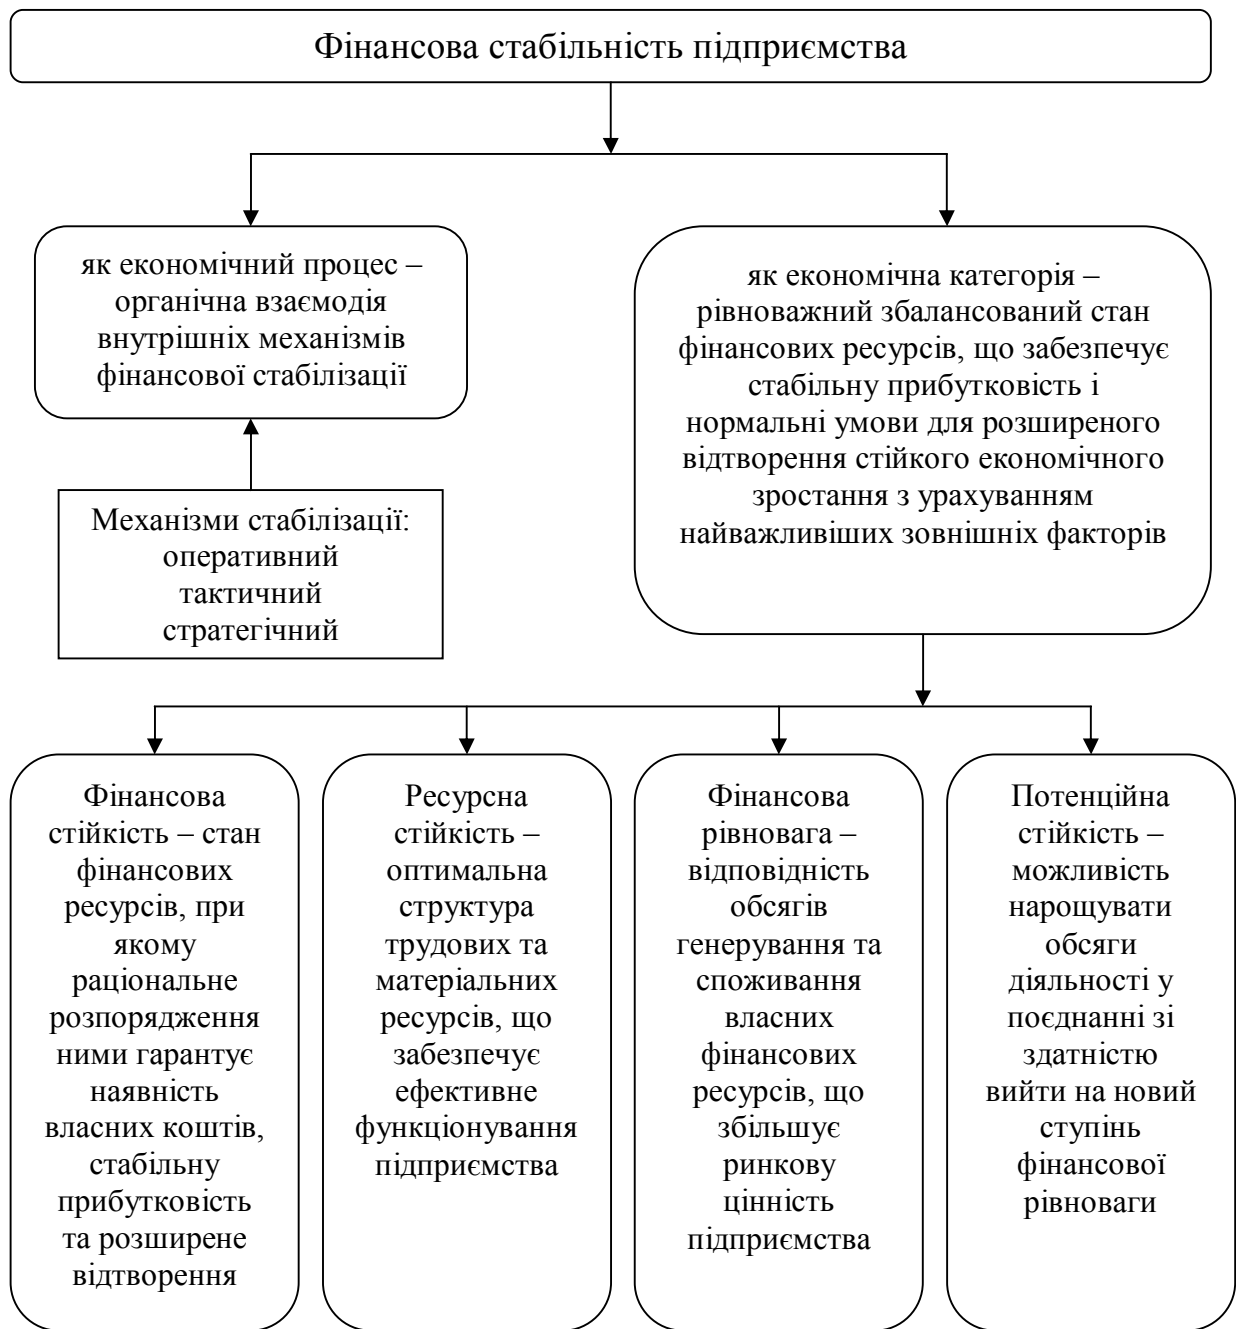 Фінансова стабільність підприємства
як економічний процес –
органічна взаємодія
внутрішніх механізмів
фінансової стабілізації
як економічна категорія –
рівноважний збалансований стан
фінансових ресурсів, що забезпечує
стабільну прибутковість і
нормальні умови для розширеного
відтворення стійкого економічного
зростання з урахуванням
найважливіших зовнішніх факторів
Механізми стабілізації:
оперативний
тактичний
стратегічний
Фінансова
стійкість – стан
фінансових
ресурсів, при
якому
раціональне
розпорядження
ними гарантує
наявність
власних коштів,
стабільну
прибутковість
та розширене
відтворення
Ресурсна
стійкість –
оптимальна
структура
трудових та
матеріальних
ресурсів, що
забезпечує
ефективне
функціонування
підприємства
Фінансова
рівновага –
відповідність
обсягів
генерування та
споживання
власних
фінансових
ресурсів, що
збільшує
ринкову
цінність
підприємства
Потенційна
стійкість –
можливість
нарощувати
обсяги
діяльності у
поєднанні зі
здатністю
вийти на новий
ступінь
фінансової
рівноваги